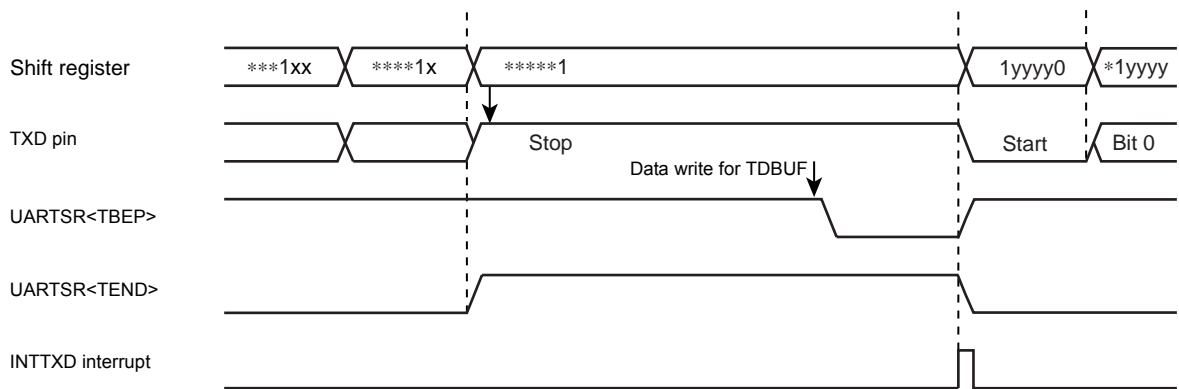 Shift register ***1xx ****1x *****1 1yyyy0 *1yyyy
TXD pin Stop Start Bit 0
Data write for TDBUF
UARTSR<TBEP>
UARTSR<TEND>
INTTXD interrupt